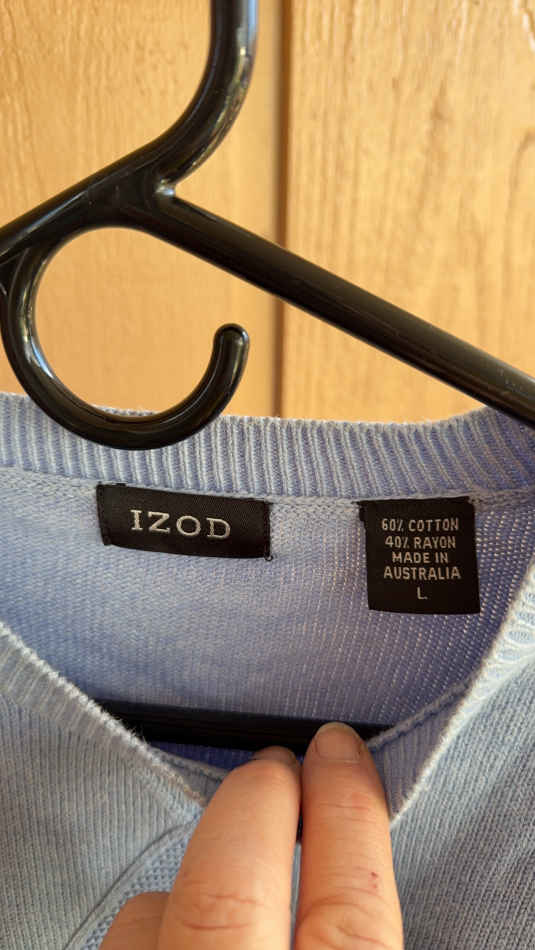 IZOD
60% COTTON
40% RAYON
MADE IN
AUSTRALIA
L